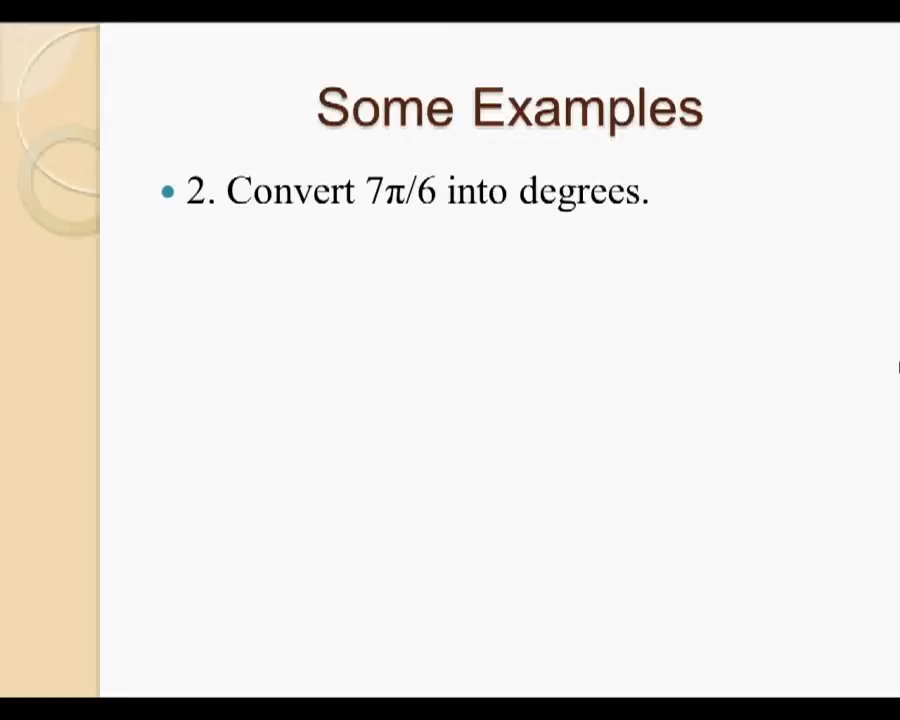 Some Examples
• 2. Convert 7π/6 into degrees.